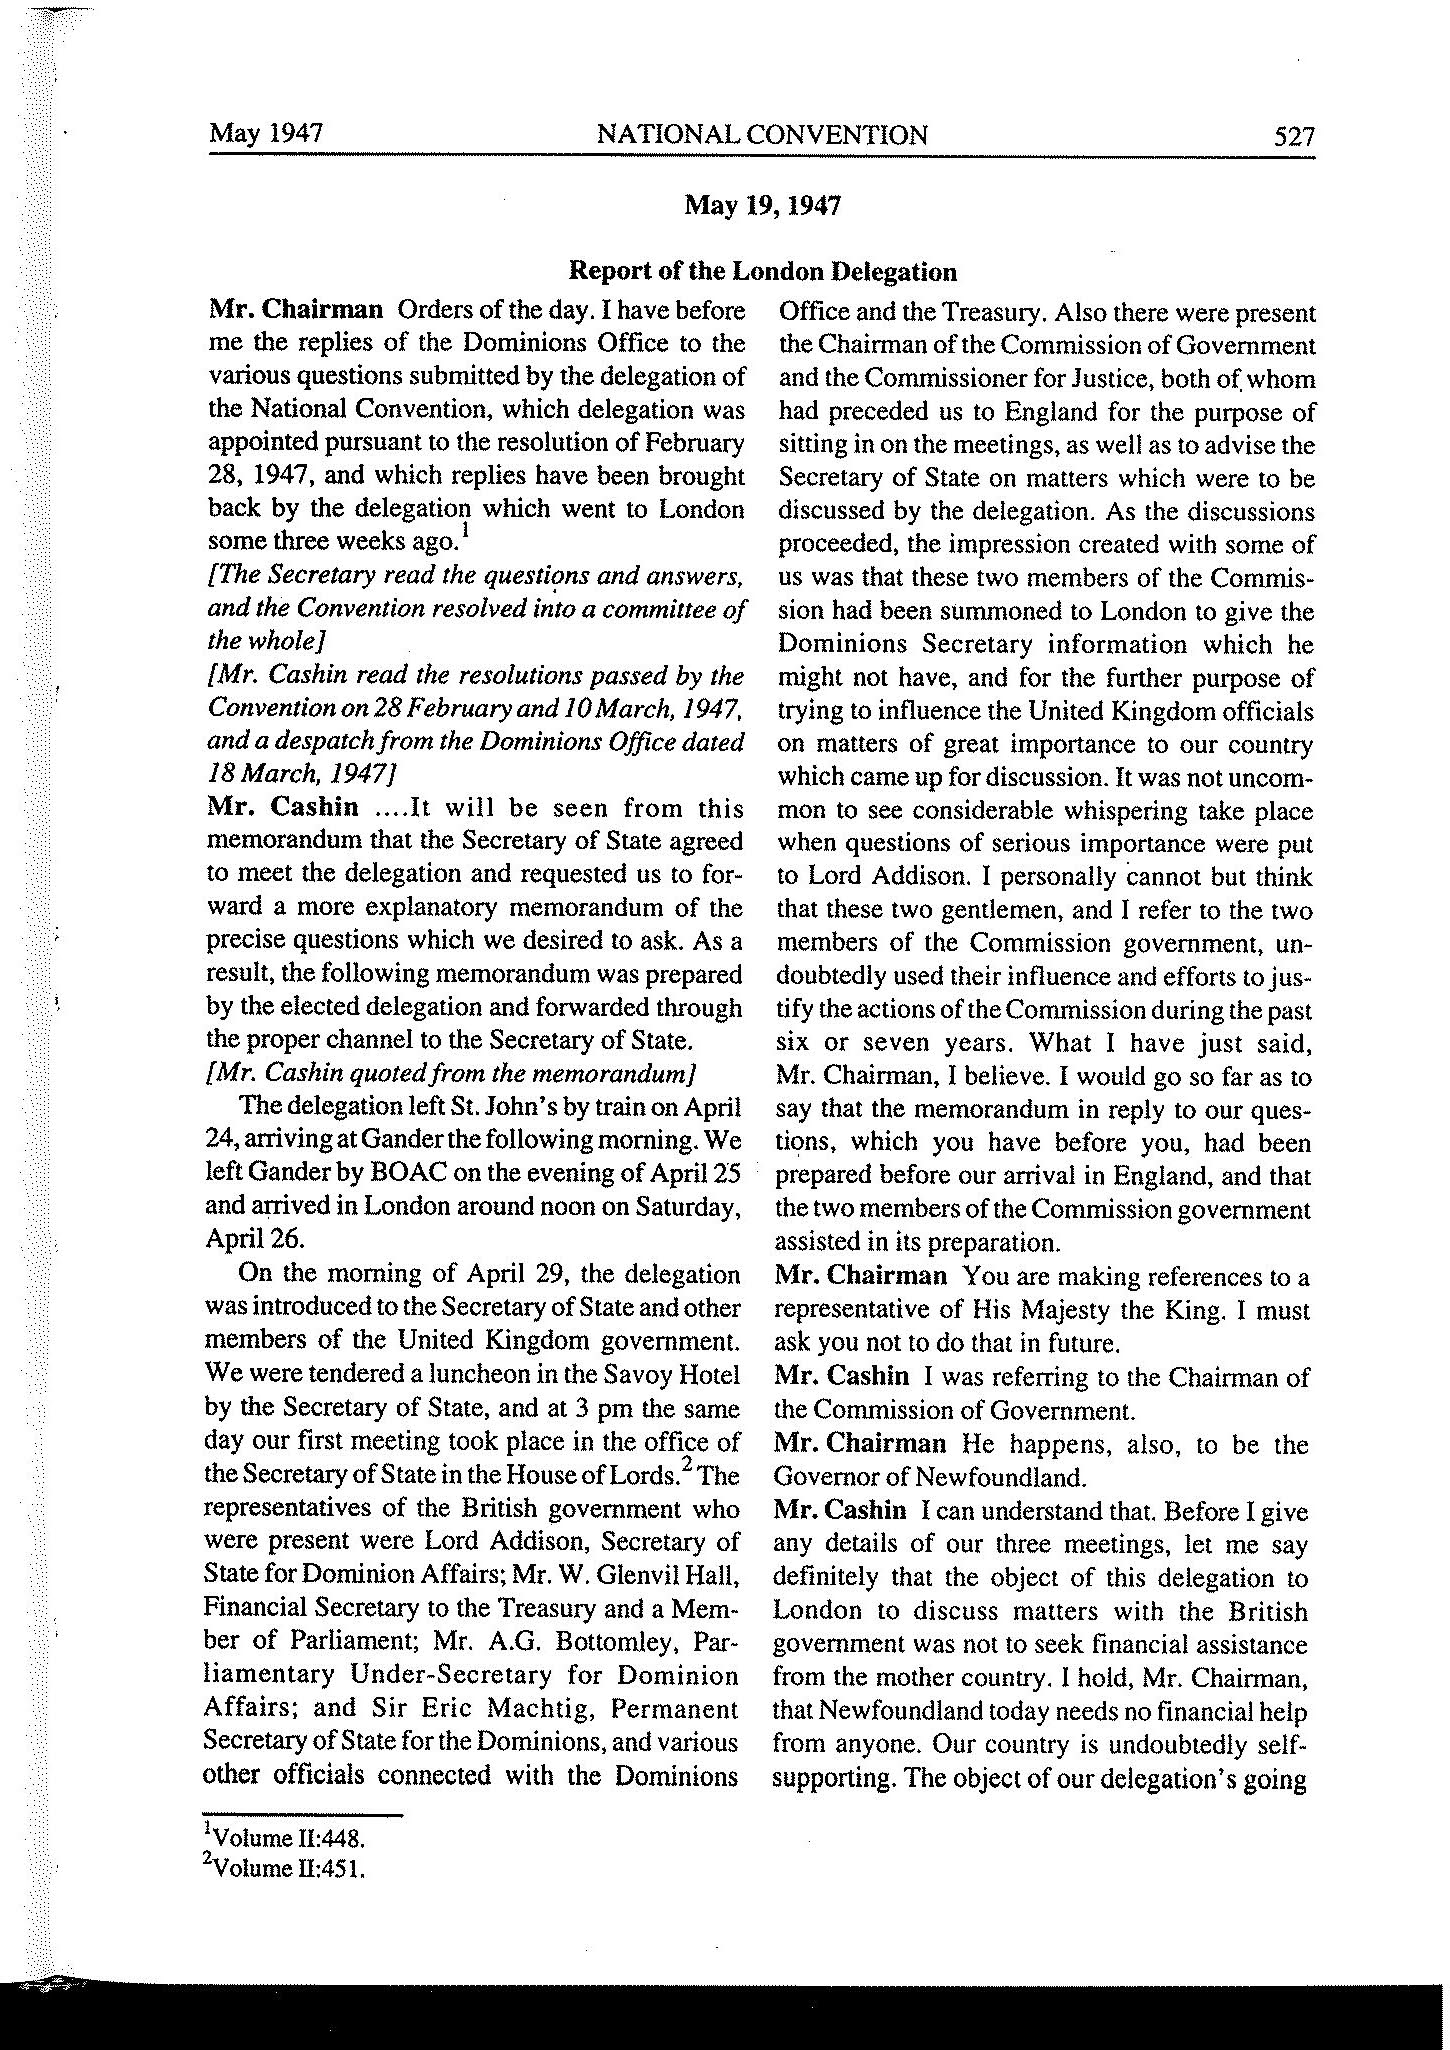 May 1947 NATIONAL CONVENTION 527
May 19, 1947
Report of the London Delegation
Mr. Chairman Orders of the day. I have before
me the replies of the Dominions Office to the
various questions submitted by the delegation of
the National Convention, which delegation was
appointed pursuant to the resolution of February
28, 1947, and which replies have been brought
back by the delegation which went to London
some three weeks ago.1
[The Secretary read the questions and answers,
and the Convention resolved into a committee of
the whole]
[Mr. Cashin read the resolutions passed by the
Convention on 28 February and 10 March, 1947,
and a despatch from the Dominions Office dated
18 March, 1947]
Mr. Cashin ....It will be seen from this
memorandum that the Secretary of State agreed
to meet the delegation and requested us to for-
ward a more explanatory memorandum of the
precise questions which we desired to ask. As a
result, the following memorandum was prepared
by the elected delegation and forwarded through
the proper channel to the Secretary of State.
[Mr. Cashin quoted from the memorandum]
The delegation left St. John's by train on April
24, arriving at Gander the following morning. We
left Gander by BOAC on the evening of April 25
and arrived in London around noon on Saturday,
April 26.
On the morning of April 29, the delegation
was introduced to the Secretary of State and other
members of the United Kingdom government.
We were tendered a luncheon in the Savoy Hotel
by the Secretary of State, and at 3 pm the same
day our first meeting took place in the office of
the Secretary of State in the House of Lords.2 The
representatives of the British government who
were present were Lord Addison, Secretary of
State for Dominion Affairs; Mr. W. Glenvil Hall,
Financial Secretary to the Treasury and a Mem-
ber of Parliament; Mr. A.G. Bottomley, Par-
liamentary Under-Secretary for Dominion
Affairs; and Sir Eric Machtig, Permanent
Secretary of State for the Dominions, and various
other officials connected with the Dominions
Office and the Treasury. Also there were present
the Chairman of the Commission of Government
and the Commissioner for Justice, both of whom
had preceded us to England for the purpose of
sitting in on the meetings, as well as to advise the
Secretary of State on matters which were to be
discussed by the delegation. As the discussions
proceeded, the impression created with some of
us was that these two members of the Commis-
sion had been summoned to London to give the
Dominions Secretary information which he
might not have, and for the further purpose of
trying to influence the United Kingdom officials
on matters of great importance to our country
which came up for discussion. It was not uncom-
mon to see considerable whispering take place
when questions of serious importance were put
to Lord Addison. I personally cannot but think
that these two gentlemen, and I refer to the two
members of the Commission government, un-
doubtedly used their influence and efforts to jus-
tify the actions of the Commission during the past
six or seven years. What I have just said,
Mr. Chairman, I believe. I would go so far as to
say that the memorandum in reply to our ques-
tions, which you have before you, had been
prepared before our arrival in England, and that
the two members of the Commission government
assisted in its preparation.
Mr. Chairman You are making references to a
representative of His Majesty the King. I must
ask you not to do that in future.
Mr. Cashin I was referring to the Chairman of
the Commission of Government.
Mr. Chairman He happens, also, to be the
Governor of Newfoundland.
Mr. Cashin I can understand that. Before I give
any details of our three meetings, let me say
definitely that the object of this delegation to
London to discuss matters with the British
government was not to seek financial assistance
from the mother country. I hold, Mr. Chairman,
that Newfoundland today needs no financial help
from anyone. Our country is undoubtedly self-
supporting. The object of our delegation's going
1Volume II:448.
2Volume II:451.